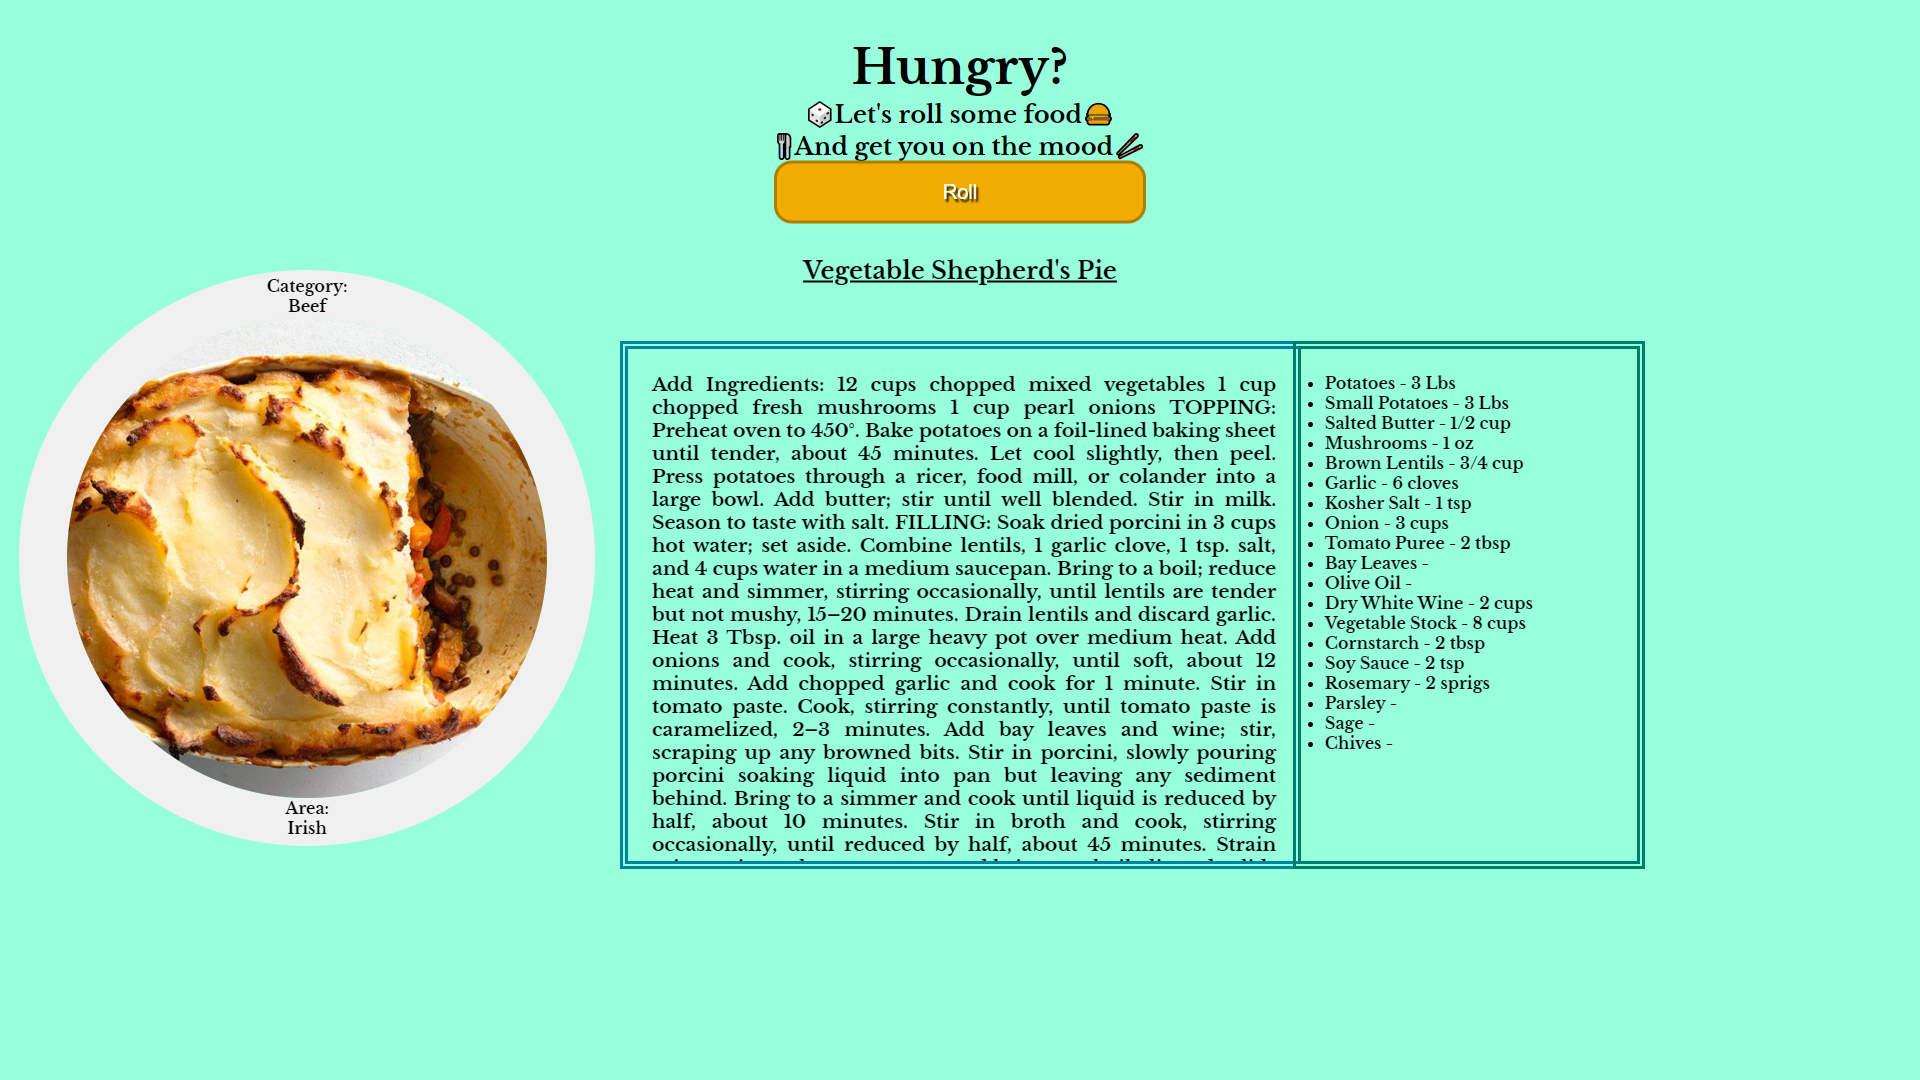 Hungry?
🎲Let's roll some food🍔
🍴And get you on the mood🥢
Roll
Vegetable Shepherd's Pie
Category:
Beef
Area:
Irish
Add Ingredients: 12 cups chopped mixed vegetables 1 cup
chopped fresh mushrooms 1 cup pearl onions TOPPING:
Preheat oven to 450°. Bake potatoes on a foil-lined baking sheet
until tender, about 45 minutes. Let cool slightly, then peel.
Press potatoes through a ricer, food mill, or colander into a
large bowl. Add butter; stir until well blended. Stir in milk.
Season to taste with salt. FILLING: Soak dried porcini in 3 cups
hot water; set aside. Combine lentils, 1 garlic clove, 1 tsp. salt,
and 4 cups water in a medium saucepan. Bring to a boil; reduce
heat and simmer, stirring occasionally, until lentils are tender
but not mushy, 15–20 minutes. Drain lentils and discard garlic.
Heat 3 Tbsp. oil in a large heavy pot over medium heat. Add
onions and cook, stirring occasionally, until soft, about 12
minutes. Add chopped garlic and cook for 1 minute. Stir in
tomato paste. Cook, stirring constantly, until tomato paste is
caramelized, 2–3 minutes. Add bay leaves and wine; stir,
scraping up any browned bits. Stir in porcini, slowly pouring
porcini soaking liquid into pan but leaving any sediment
behind. Bring to a simmer and cook until liquid is reduced by
half, about 10 minutes. Stir in broth and cook, stirring
occasionally, until reduced by half, about 45 minutes. Strain
• Potatoes - 3 Lbs
• Small Potatoes - 3 Lbs
• Salted Butter - 1/2 cup
• Mushrooms - 1 oz
• Brown Lentils - 3/4 cup
• Garlic - 6 cloves
• Kosher Salt - 1 tsp
• Onion - 3 cups
• Tomato Puree - 2 tbsp
• Bay Leaves -
• Olive Oil -
• Dry White Wine - 2 cups
• Vegetable Stock - 8 cups
• Cornstarch - 2 tbsp
• Soy Sauce - 2 tsp
• Rosemary - 2 sprigs
• Parsley -
• Sage -
• Chives -